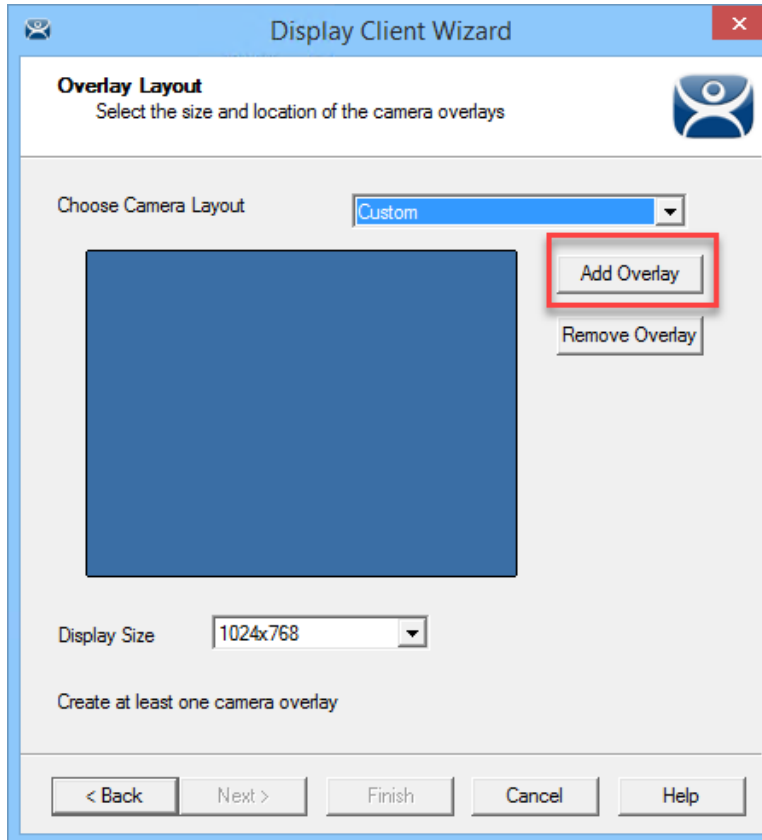 Display Client Wizard
Overlay Layout
Select the size and location of the camera overlays
Choose Camera Layout
Custom
Add Overlay
Remove Overlay
Display Size
1024x768
Create at least one camera overlay
< Back
Next >
Finish
Cancel
Help